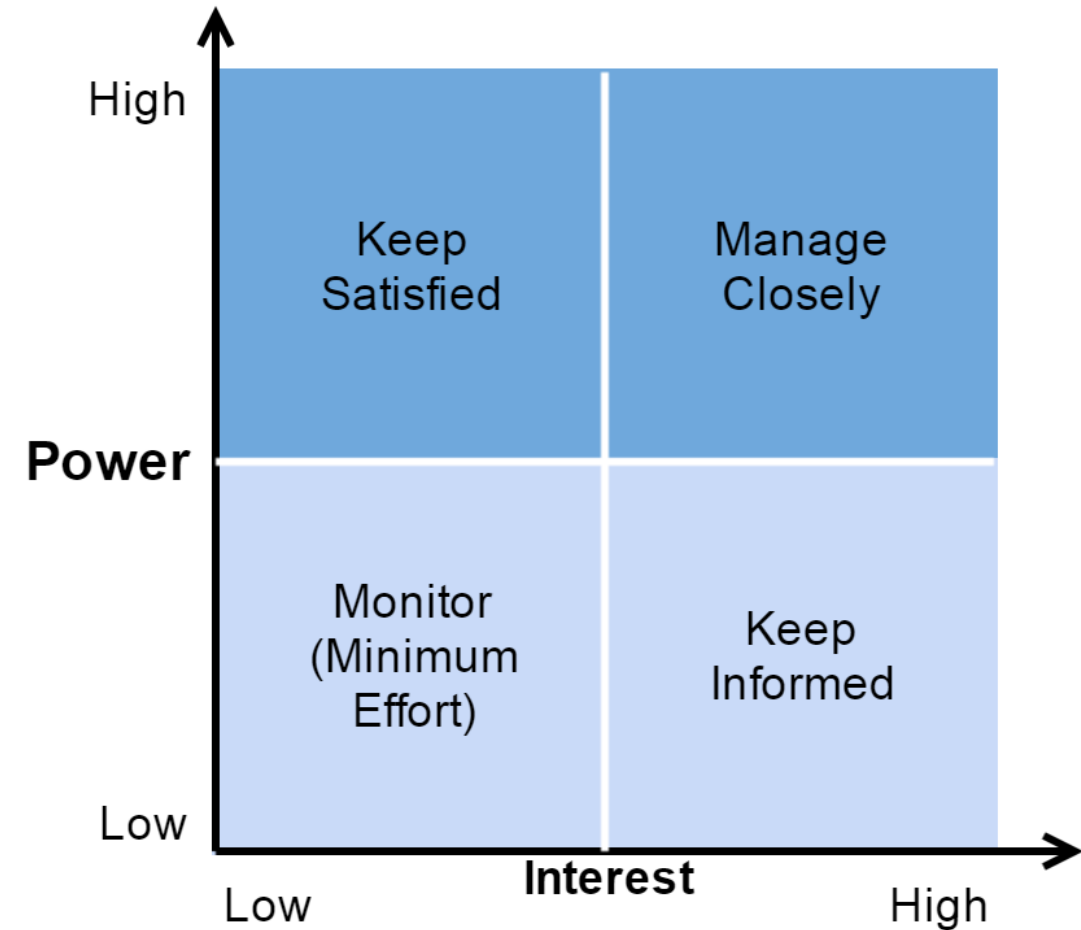 High
Keep
Satisfied
Manage
Closely
Power
Monitor
(Minimum
Effort)
Keep
Informed
Low
Interest
Low
High